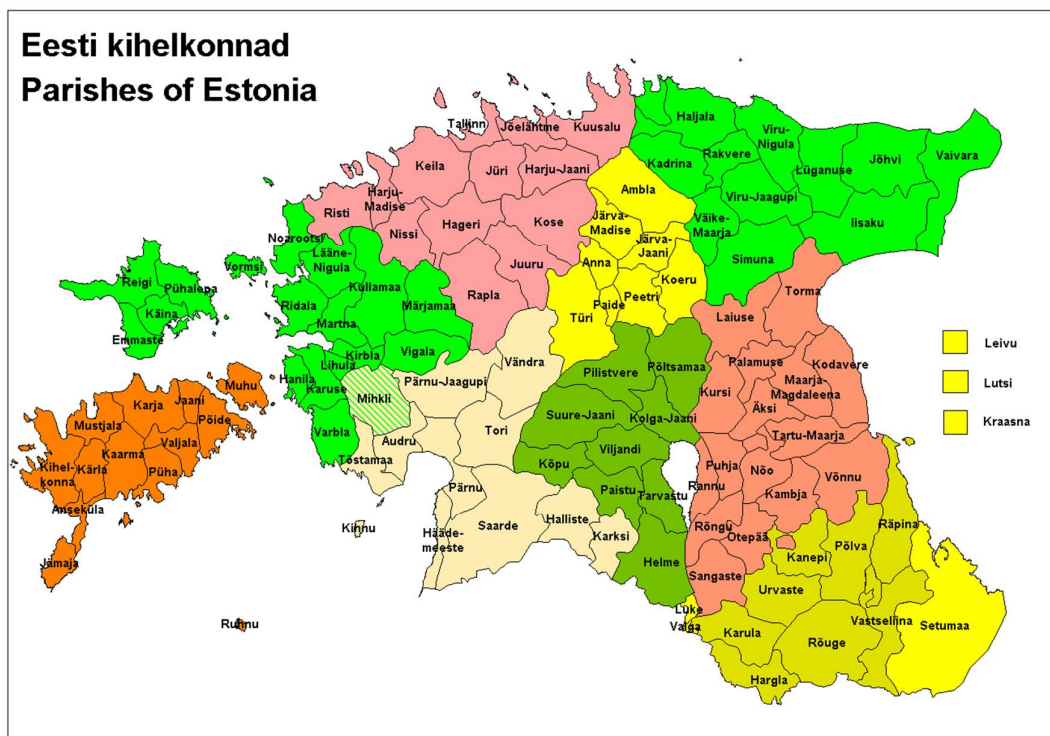 Eesti kihelkonnad
Parishes of Estonia
Tallinn
Jõelähtme
Kuusalu
Keila
Jüri
Harju-Jaani
Harju-
Madise
Risti
Nissi
Hageri
Kose
Juuru
Rapla
Haljala
Viru-
Nigula
Kadrina
Rakvere
Lüganuse
Jõhvi
Vaivara
Viru-Jaagupi
Väike-
Maarja
Iisaku
Simuna
Ambla
Järva-
Madise
Järva-
Jaani
Anna
Koeru
Paide
Peetri
Türi
Noarootsi
Lääne-
Nigula
Vormsi
Kullamaa
Ridala
Märjamaa
Martna
Kirbla
Vigala
Lihula
Hanila
Karuse
Mihkli
Varbla
Reigi
Pühalepa
Käina
Emmaste
Muhu
Jaani
Karja
Mustjala
Pöide
Valjala
Kaarma
Kihel-
konna
Kärla
Püha
Anseküla
Jämaja
Ruhnu
Vändra
Pärnu-Jaagupi
Tori
Audru
Tõstamaa
Pärnu
Kihnu
Hääde-
meeste
Saarde
Halliste
Karksi
Pilistvere
Põltsamaa
Suure-Jaani
Kolga-Jaani
Viljandi
Kõpu
Paistu
Tarvastu
Helme
Torma
Laiuse
Palamuse
Kodavere
Kursi
Maarja-
Magdaleena
Äksi
Tartu-Maarja
Puhja
Nõo
Võnnu
Rannu
Kambja
Rõngu
Otepää
Sangaste
Räpina
Põlva
Kanepi
Urvaste
Luke
Valga
Karula
Vastseliina
Rõuge
Setumaa
Hargla
Leivu
Lutsi
Kraasna